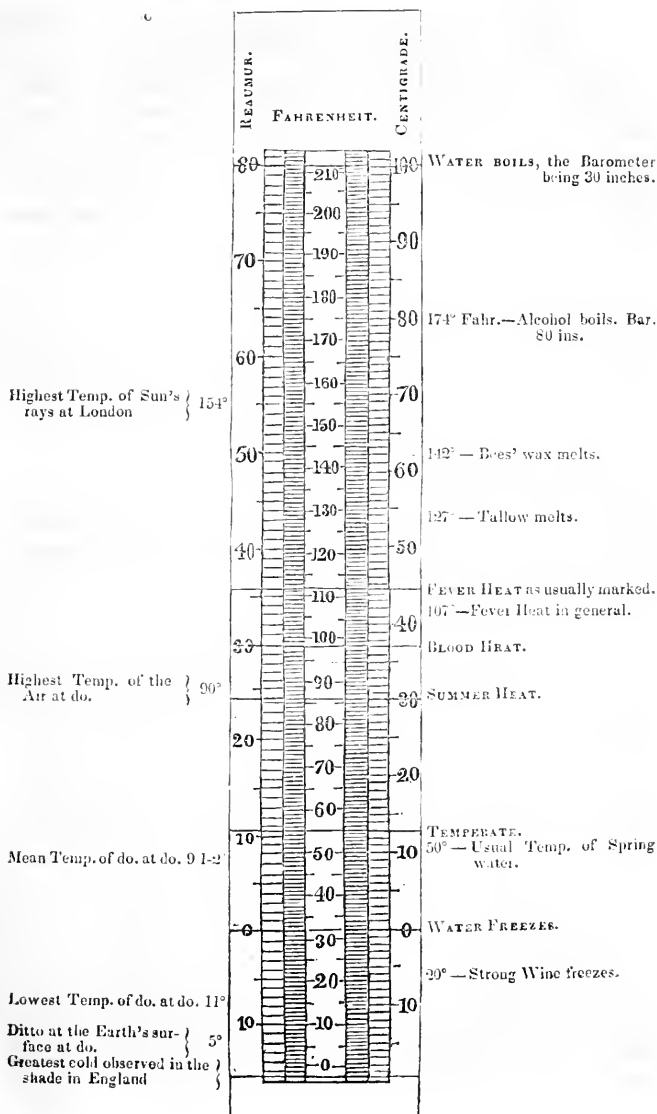 REAUMUR.
FAHRENHEIT.
CENTIGRADE.
80
70
60
50
40
30
20
10
0
10
210
200
190
180
170
160
150
140
130
120
110
100
90
80
70
60
50
40
30
20
10
0
100
90
80
70
60
50
40
30
20
10
0
10
WATER BOILS, the Barometer
being 30 inches.
174° Fahr.—Alcohol boils. Bar.
80 ins.
142° — Bees' wax melts.
127° — Tallow melts.
FEVER HEAT as usually marked.
107°—Fever Heat in general.
BLOOD HEAT.
SUMMER HEAT.
TEMPERATE.
50° — Usual Temp. of Spring
water.
WATER FREEZES.
20° — Strong Wine freezes.
Highest Temp. of Sun's
rays at London } 154°
Highest Temp. of the
Air at do. } 90°
Mean Temp. of do. at do. 9 1-2
Lowest Temp. of do. at do. 11°
Ditto at the Earth's sur-
face at do. } 5°
Greatest cold observed in the
shade in England }